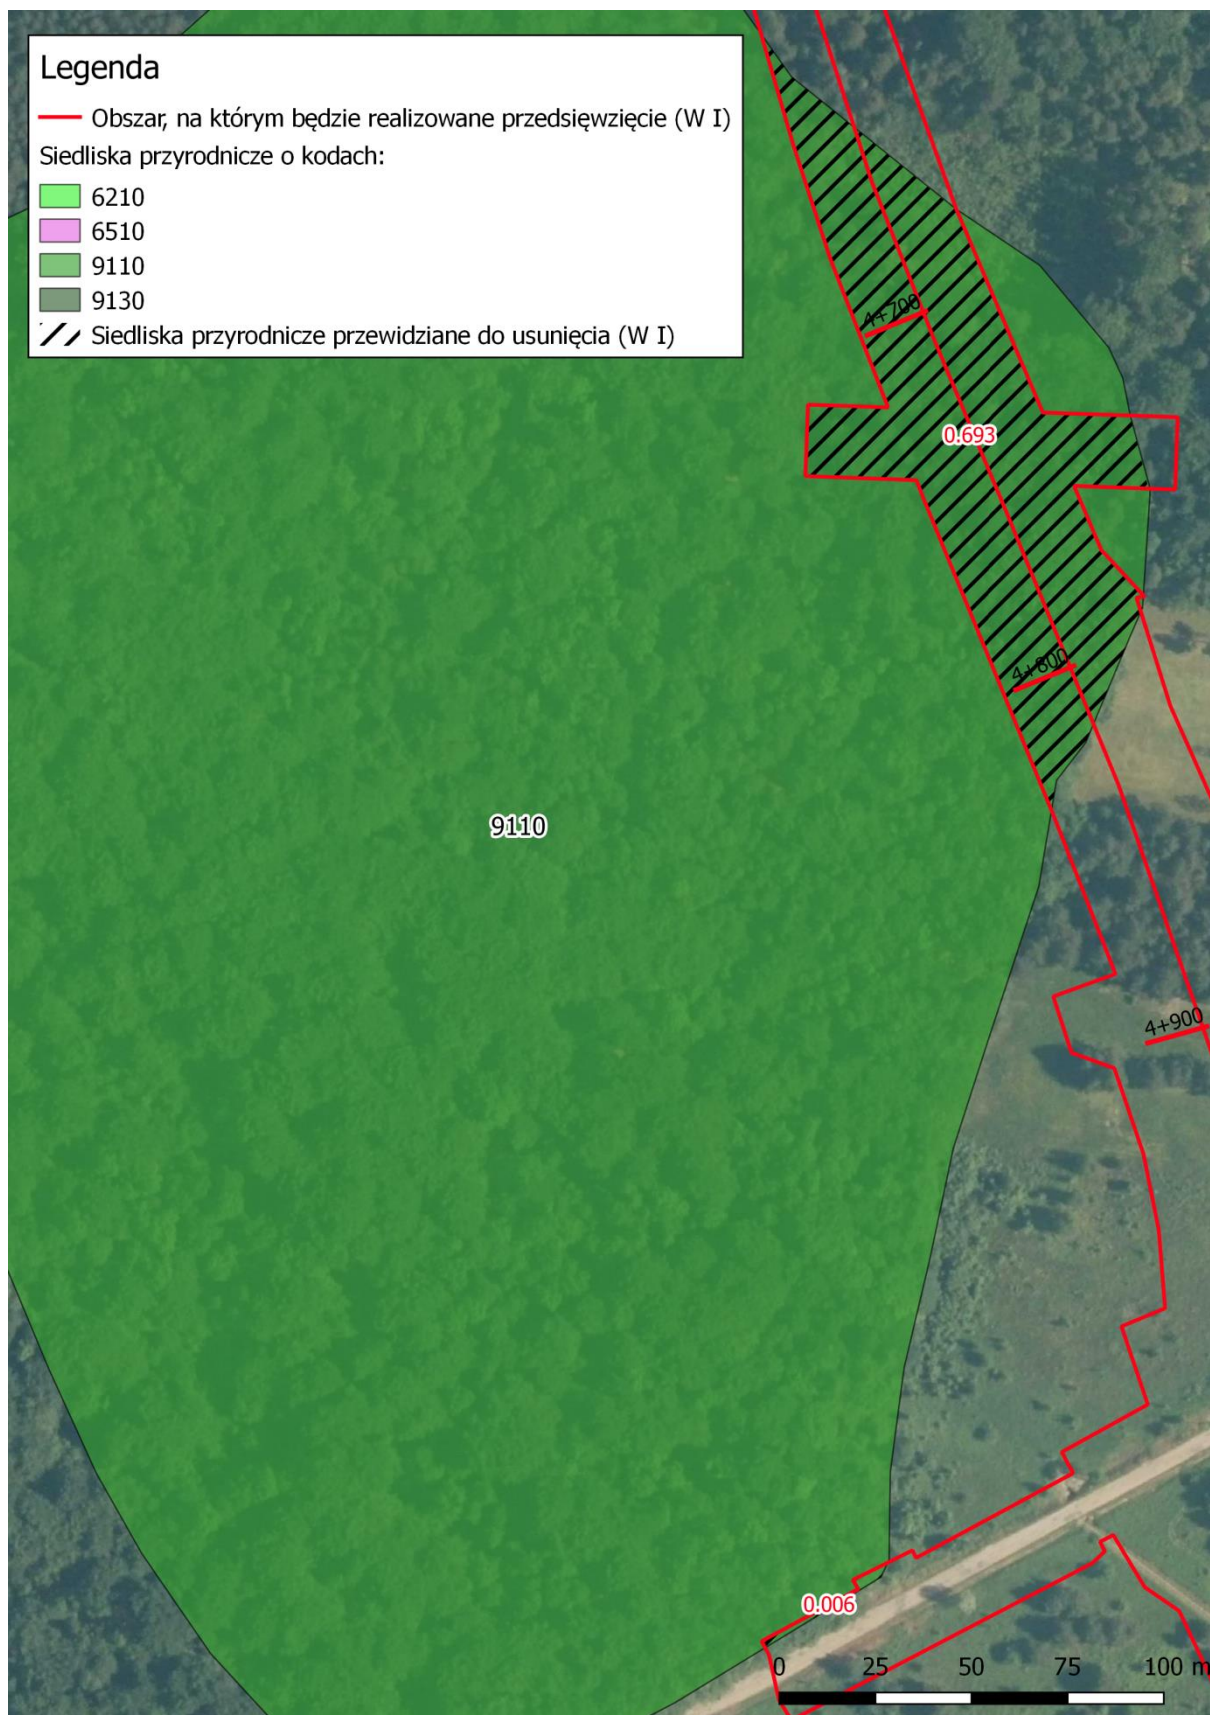 Legenda
Obszar, na którym będzie realizowane przedsięwzięcie (W I)
Siedliska przyrodnicze o kodach:
6210
6510
9110
9130
Siedliska przyrodnicze przewidziane do usunięcia (W I)
4+700
0.693
4+800
9110
4+900
0.006
0 25 50 75 100 m